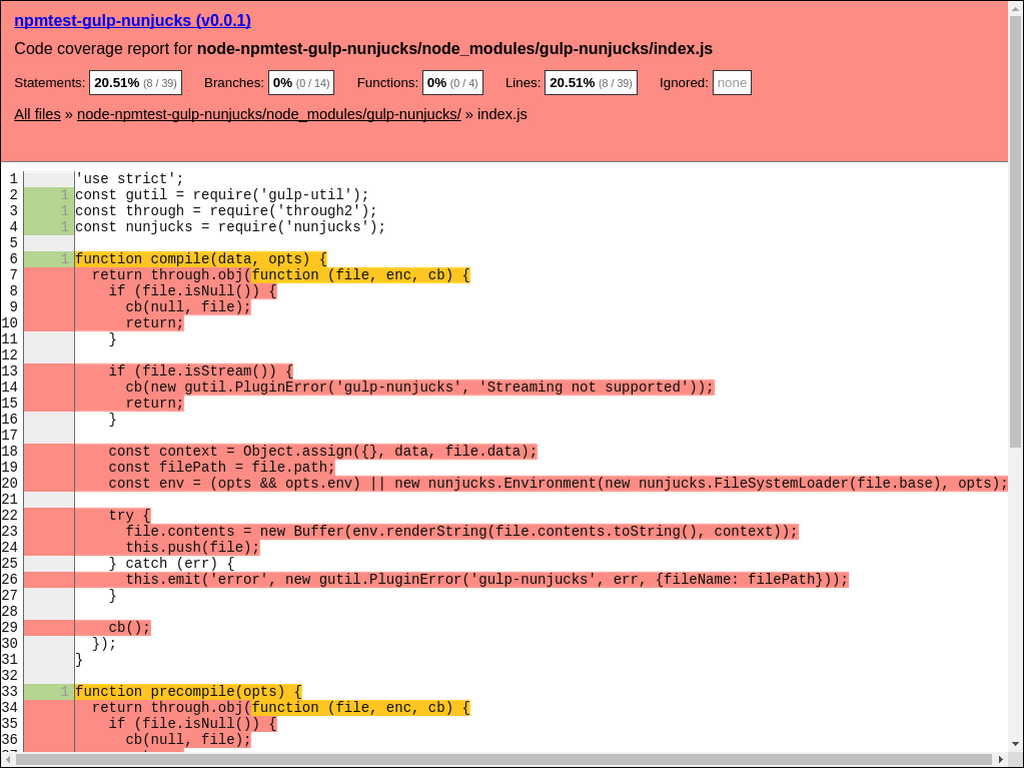 npmtest-gulp-nunjucks (v0.0.1)
Code coverage report for node-npmtest-gulp-nunjucks/node_modules/gulp-nunjucks/index.js
Statements: 20.51% (8 / 39) Branches: 0% (0 / 14) Functions: 0% (0 / 4) Lines: 20.51% (8 / 39) Ignored: none
All files » node-npmtest-gulp-nunjucks/node_modules/gulp-nunjucks/ » index.js
1 'use strict';
2 1 const gutil = require('gulp-util');
3 1 const through = require('through2');
4 1 const nunjucks = require('nunjucks');
5
6 1 function compile(data, opts) {
7 return through.obj(function (file, enc, cb) {
8 if (file.isNull()) {
9 cb(null, file);
10 return;
11 }
12
13 if (file.isStream()) {
14 cb(new gutil.PluginError('gulp-nunjucks', 'Streaming not supported'));
15 return;
16 }
17
18 const context = Object.assign({}, data, file.data);
19 const filePath = file.path;
20 const env = (opts && opts.env) || new nunjucks.Environment(new nunjucks.FileSystemLoader(file.base), opts);
21
22 try {
23 file.contents = new Buffer(env.renderString(file.contents.toString(), context));
24 this.push(file);
25 } catch (err) {
26 this.emit('error', new gutil.PluginError('gulp-nunjucks', err, {fileName: filePath}));
27 }
28
29 cb();
30 });
31 }
32
33 1 function precompile(opts) {
34 return through.obj(function (file, enc, cb) {
35 if (file.isNull()) {
36 cb(null, file);